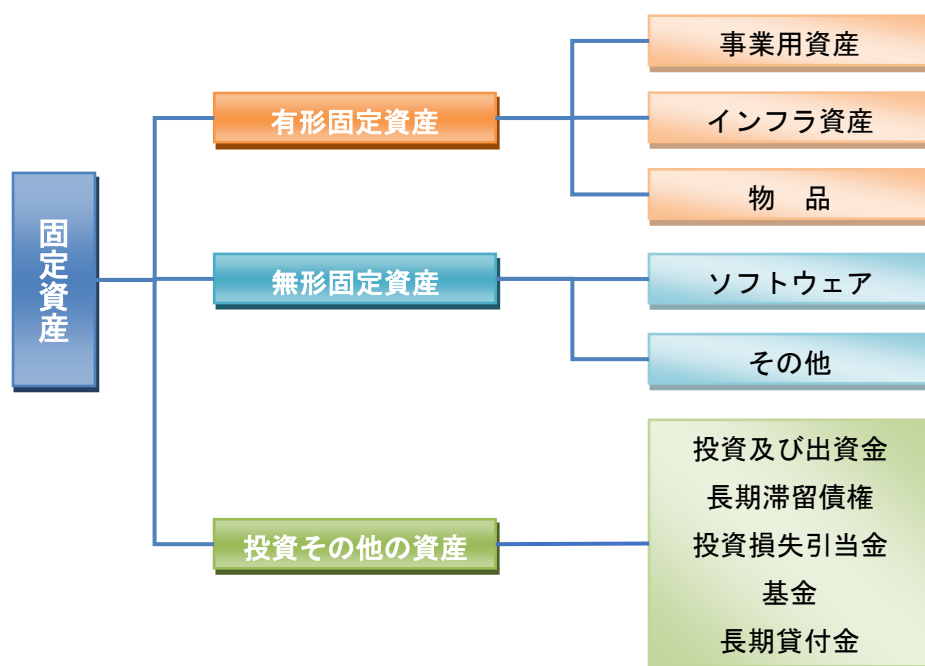 固定資産
有形固定資産
事業用資産
インフラ資産
物　品
無形固定資産
ソフトウェア
その他
投資その他の資産
投資及び出資金
長期滞留債権
投資損失引当金
基金
長期貸付金